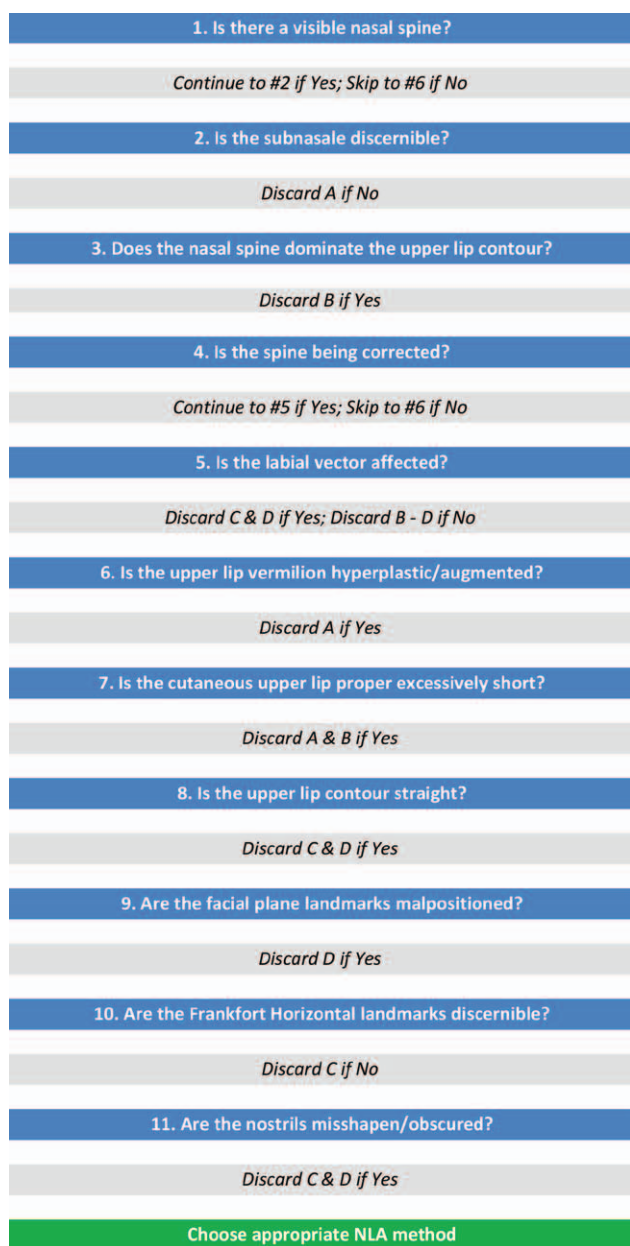 1. Is there a visible nasal spine?
Continue to #2 if Yes; Skip to #6 if No
2. Is the subnasale discernible?
Discard A if No
3. Does the nasal spine dominate the upper lip contour?
Discard B if Yes
4. Is the spine being corrected?
Continue to #5 if Yes; Skip to #6 if No
5. Is the labial vector affected?
Discard C & D if Yes; Discard B - D if No
6. Is the upper lip vermilion hyperplastic/augmented?
Discard A if Yes
7. Is the cutaneous upper lip proper excessively short?
Discard A & B if Yes
8. Is the upper lip contour straight?
Discard C & D if Yes
9. Are the facial plane landmarks malpositioned?
Discard D if Yes
10. Are the Frankfort Horizontal landmarks discernible?
Discard C if No
11. Are the nostrils misshapen/obscured?
Discard C & D if Yes
Choose appropriate NLA method